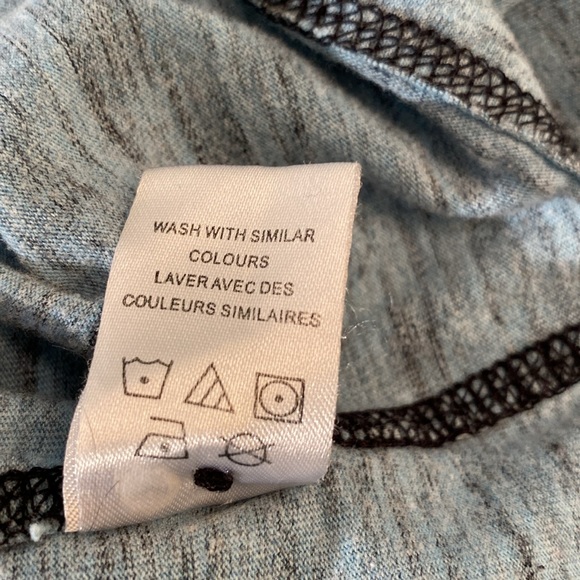 WASH WITH SIMILAR
COLOURS
LAVER AVEC DES
COULEURS SIMILAIRES